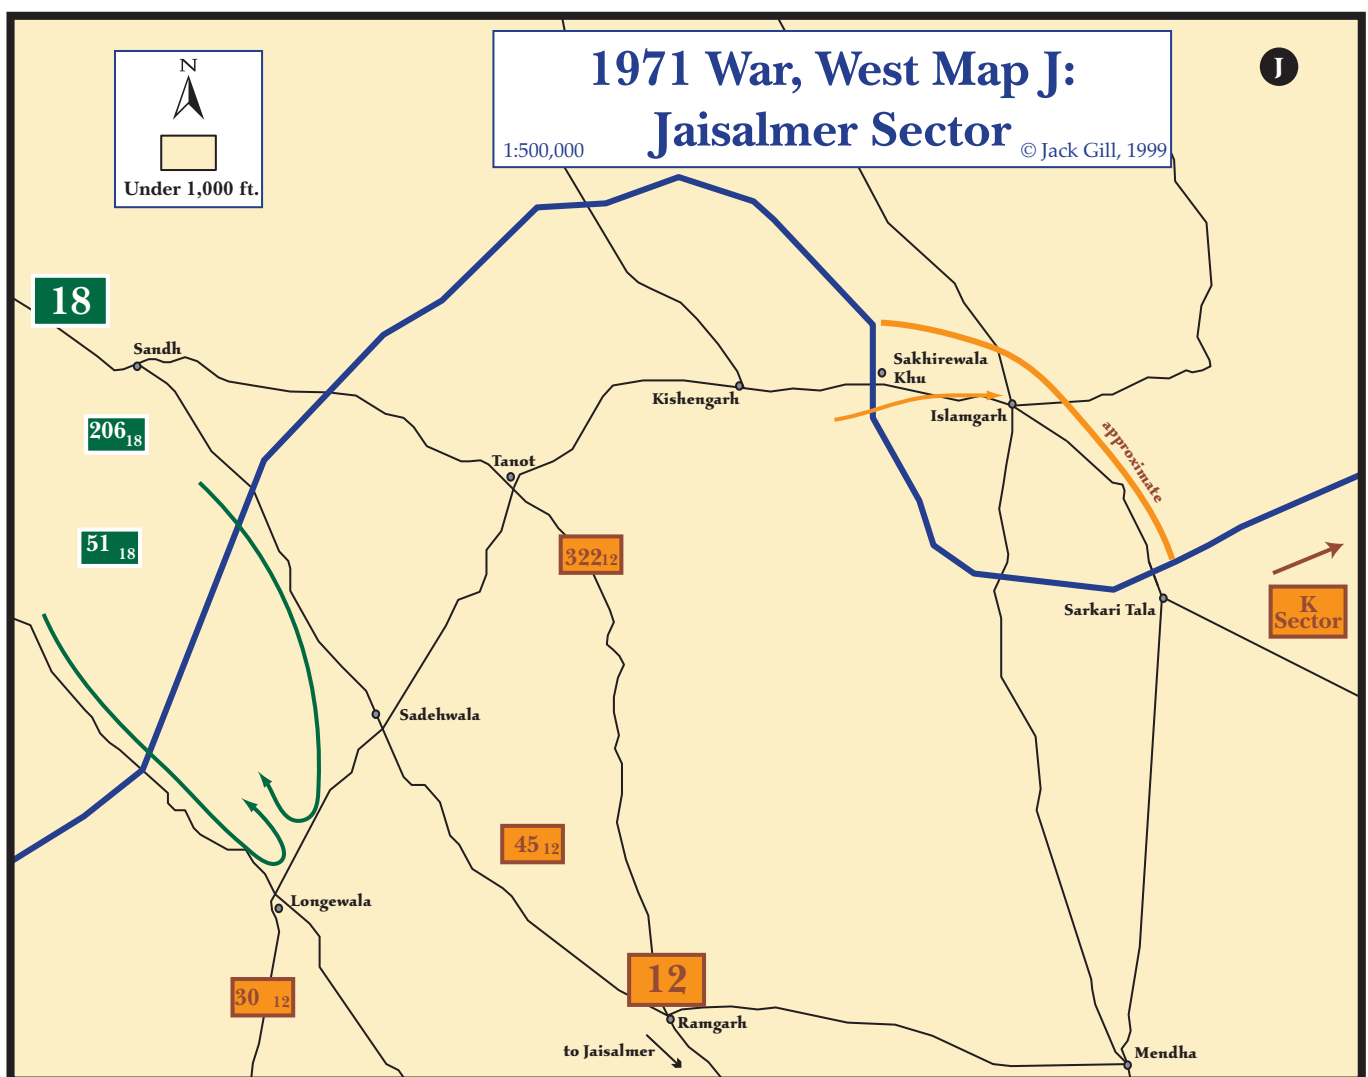 N
Under 1,000 ft.
1971 War, West Map J:
Jaisalmer Sector
1:500,000
© Jack Gill, 1999
J
18
Sandh
206 18
51 18
Kishengarh
Sakhirewala
Khu
Islamgarh
approximate
Tanot
322 12
K
Sector
Sarkari Tala
Sadehwala
45 12
Longewala
30 12
12
Ramgarh
to Jaisalmer
Mendha